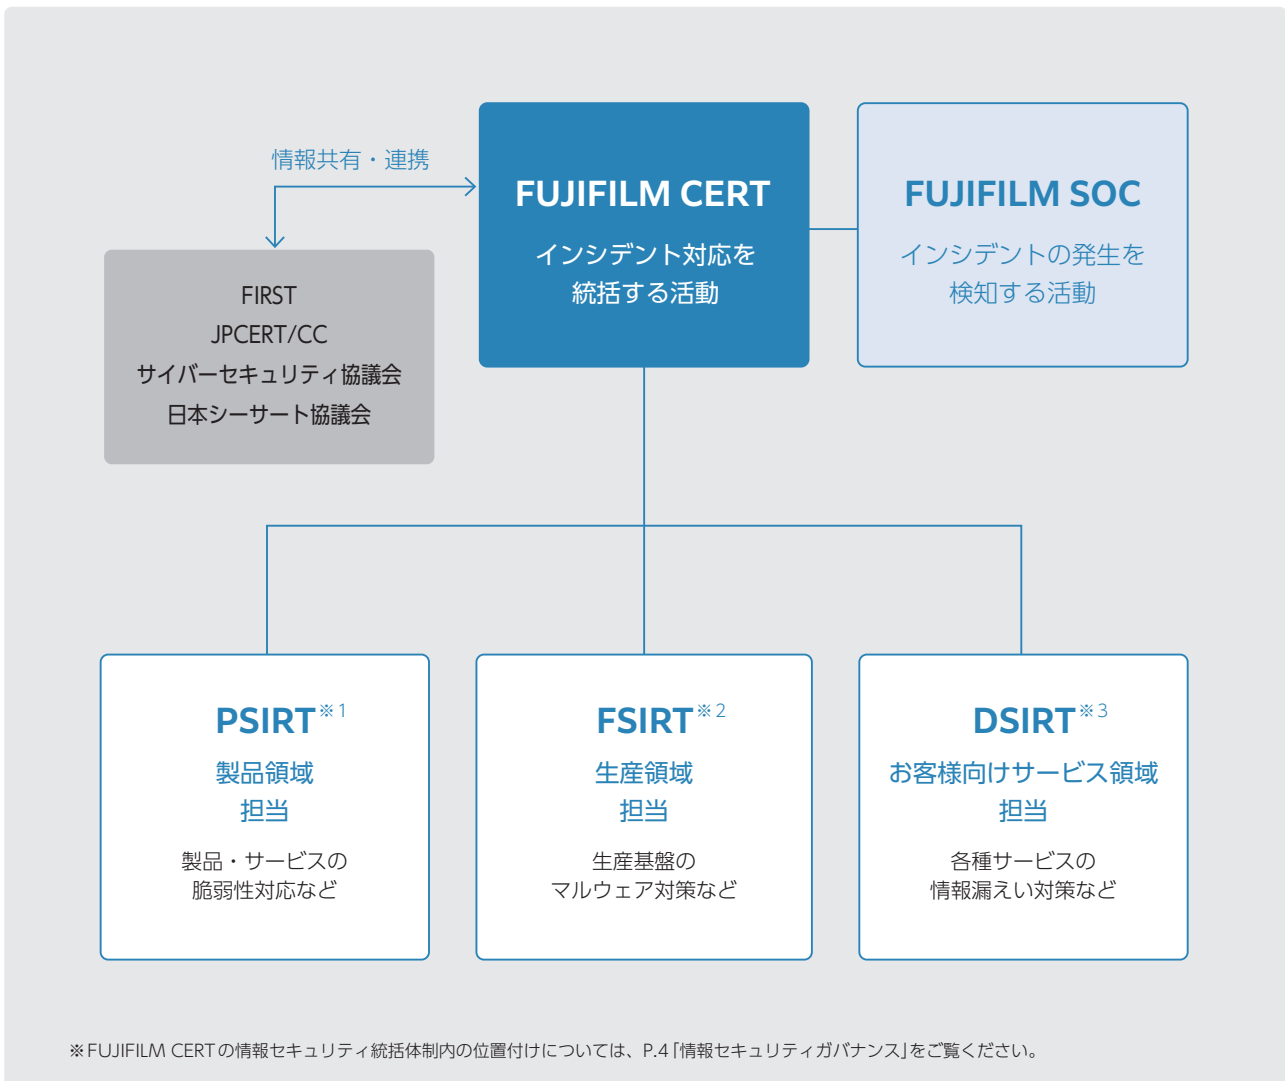 情報共有・連携
FUJIFILM CERT
インシデント対応を
統括する活動
FUJIFILM SOC
インシデントの発生を
検知する活動
FIRST
JPCERT/CC
サイバーセキュリティ協議会
日本シーサート協議会
PSIRT※1
製品領域
担当
製品・サービスの
脆弱性対応など
FSIRT※2
生産領域
担当
生産基盤の
マルウェア対策など
DSIRT※3
お客様向けサービス領域
担当
各種サービスの
情報漏えい対策など
※FUJIFILM CERTの情報セキュリティ統括体制内の位置付けについては、P.4「情報セキュリティガバナンス」をご覧ください。